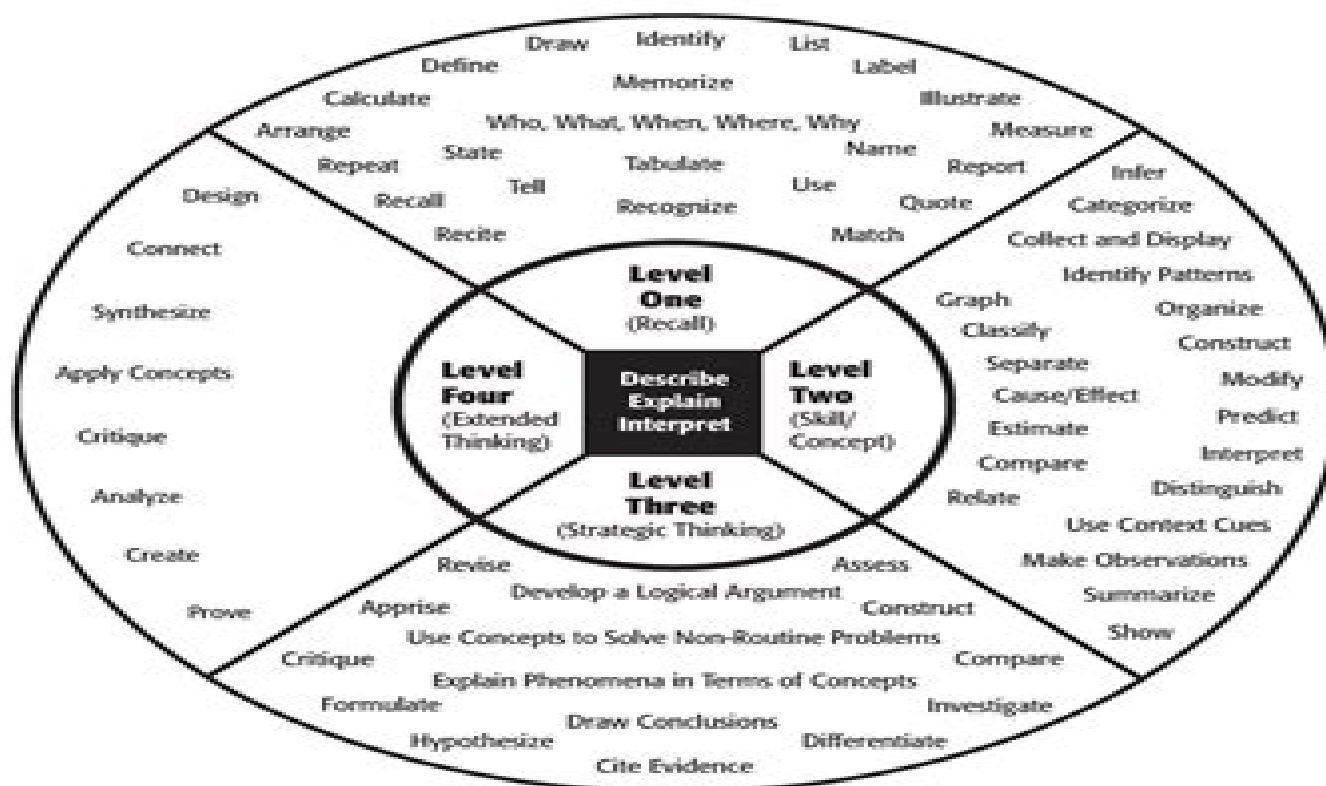 Draw
Identify
List
Define
Label
Memorize
Calculate
Illustrate
Who, What, When, Where, Why
Arrange
Measure
State
Name
Repeat
Tabulate
Report
Tell
Use
Recall
Recognize
Quote
Recite
Match
Infer
Categorize
Collect and Display
Identify Patterns
Graph
Organize
Classify
Construct
Separate
Modify
Cause/Effect
Predict
Estimate
Interpret
Compare
Distinguish
Relate
Use Context Cues
Make Observations
Summarize
Show
Design
Connect
Synthesize
Apply Concepts
Critique
Analyze
Create
Prove
Level
One
(Recall)
Level
Four
(Extended
Thinking)
Describe
Explain
Interpret
Level
Two
(Skill/
Concept)
Level
Three
(Strategic Thinking)
Revise
Assess
Develop a Logical Argument
Apprise
Construct
Use Concepts to Solve Non-Routine Problems
Critique
Compare
Explain Phenomena in Terms of Concepts
Formulate
Investigate
Draw Conclusions
Hypothesize
Differentiate
Cite Evidence